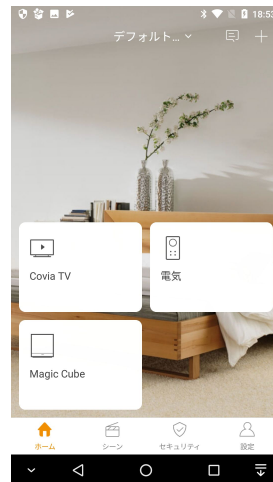 18:53
デフォルト... ∨
Covia TV
電気
Magic Cube
ホーム
シーン
セキュリティ
設定